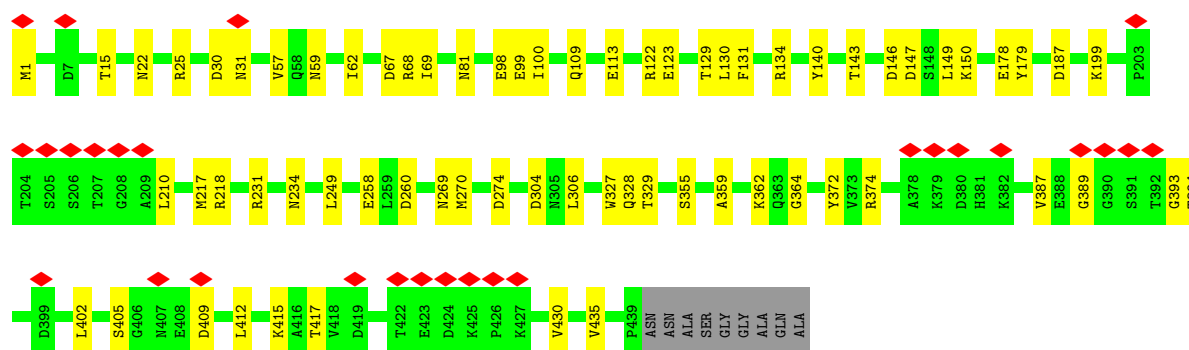 M1 D7 T15 N22 R25 D30 N31 V57 Q58 N59 I62 D67 R68 I69 N81 E98 E99 I100 Q109 E113 R122 E123 T129 L130 F131 R134 Y140 T143 D146 D147 S148 L149 K150 E178 Y179 D187 K199 P203
T204 S205 S206 T207 G208 A209 L210 M217 R218 R231 N234 L249 E258 L259 D260 N269 M270 D274 D304 N305 L306 W327 Q328 T329 S355 A359 K362 Q363 G364 Y372 V373 R374 A378 K379 D380 H381 K382 V387 E388 G389 G390 S391 T392 G393
D399 L402 S405 G406 N407 E408 D409 L412 K415 A416 T417 V418 D419 T422 E423 D424 K425 P426 K427 V430 V435 P439 ASN ASN ALA SER GLY GLY ALA GLN ALA